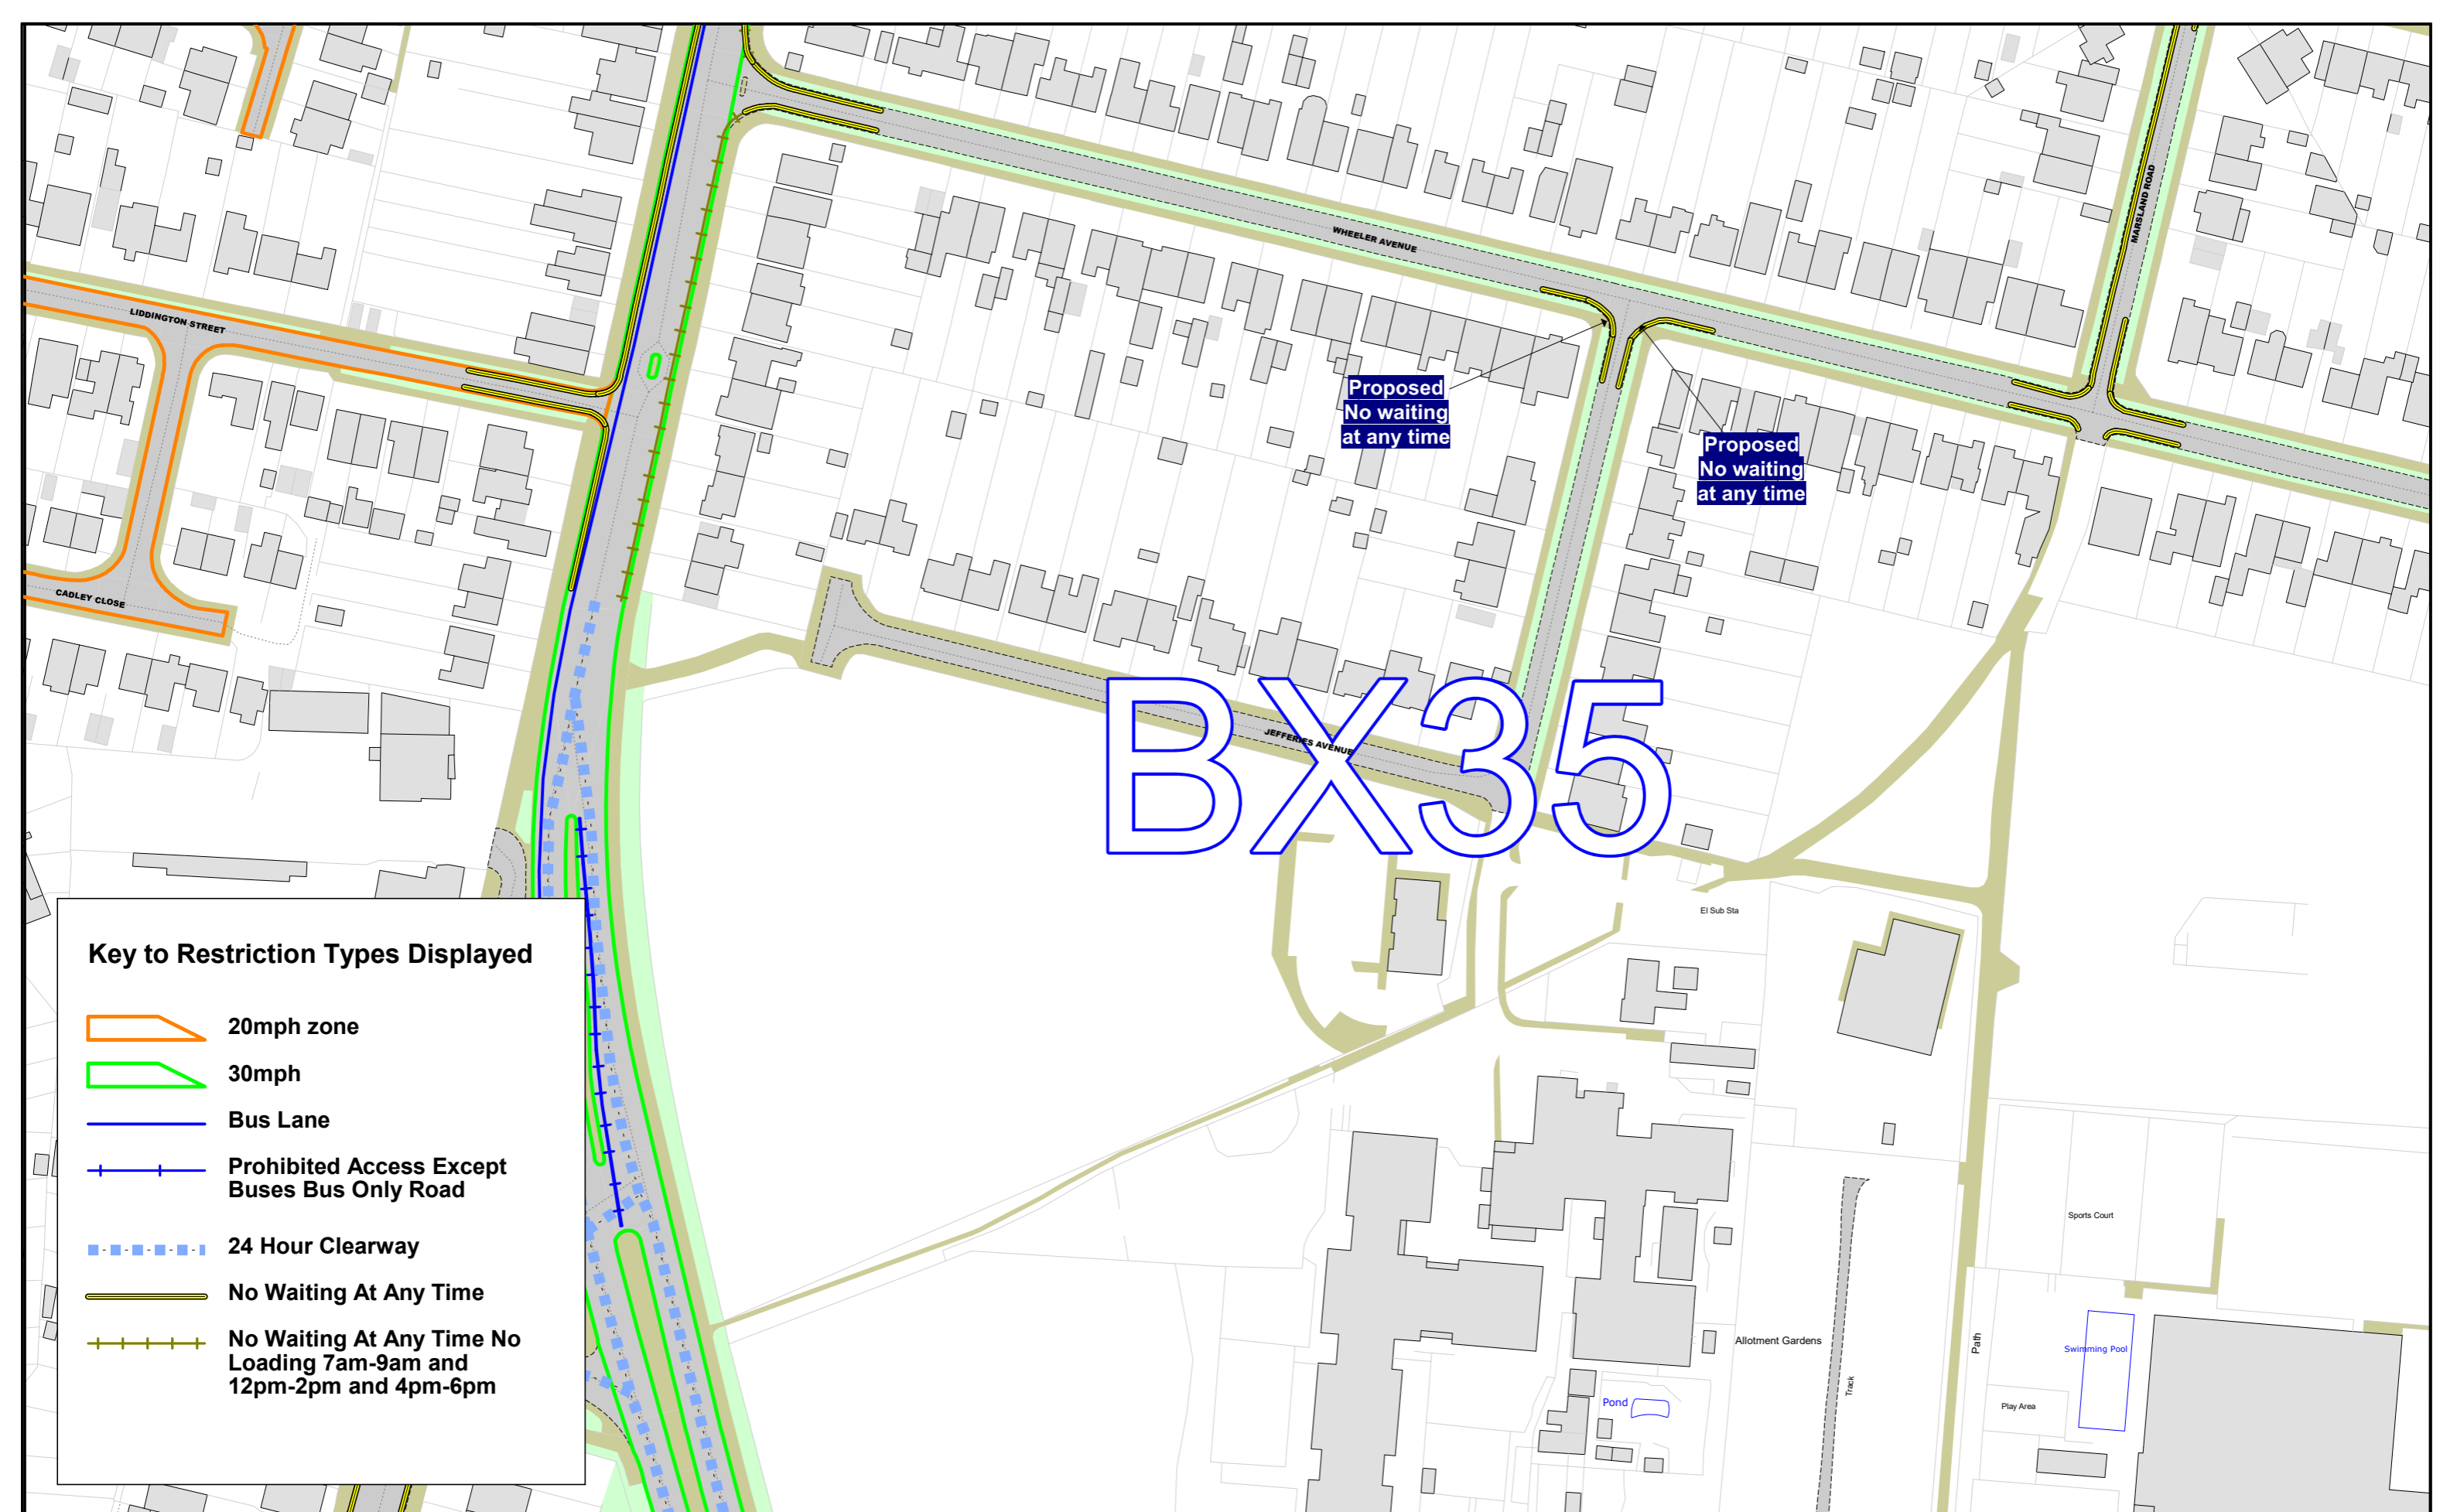 MARSLAND ROAD
WHEELER AVENUE
LIDDINGTON STREET
Proposed
No waiting
at any time
Proposed
No waiting
at any time
CADLEY CLOSE
BX35
JEFFERIES AVENUE
El Sub Sta
Key to Restriction Types Displayed
20mph zone
30mph
Bus Lane
Prohibited Access Except
Buses Bus Only Road
24 Hour Clearway
No Waiting At Any Time
No Waiting At Any Time No
Loading 7am-9am and
12pm-2pm and 4pm-6pm
Sports Court
Allotment Gardens
Path
Swimming Pool
Track
Pond
Play Area